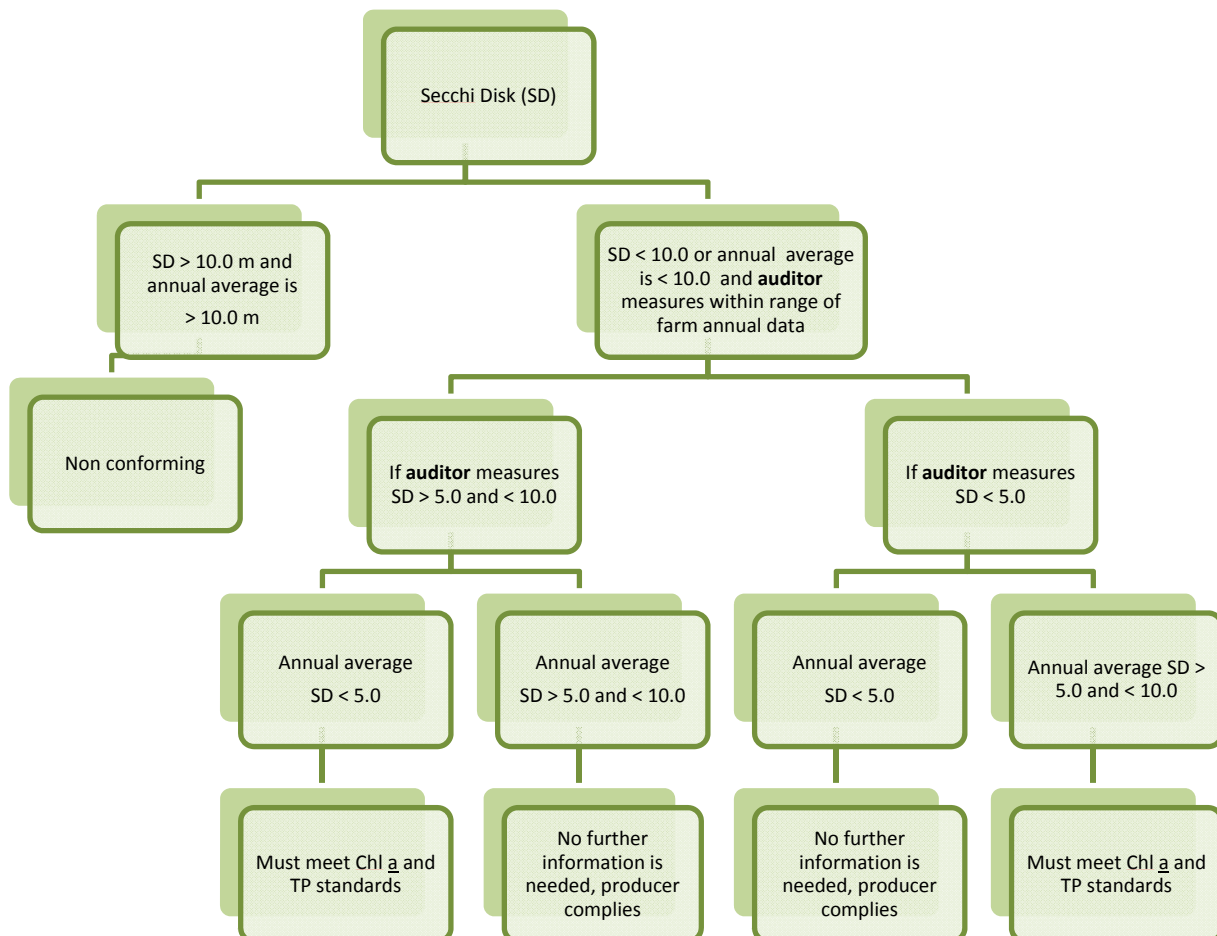 Secchi Disk (SD)
SD > 10.0 m and
annual average is
> 10.0 m
SD < 10.0 or annual average
is < 10.0 and auditor
measures within range of
farm annual data
Non conforming
If auditor measures
SD > 5.0 and < 10.0
If auditor measures
SD < 5.0
Annual average
SD < 5.0
Annual average
SD > 5.0 and < 10.0
Annual average
SD < 5.0
Annual average SD >
5.0 and < 10.0
Must meet Chl a and
TP standards
No further
information is
needed, producer
complies
No further
information is
needed, producer
complies
Must meet Chl a and
TP standards